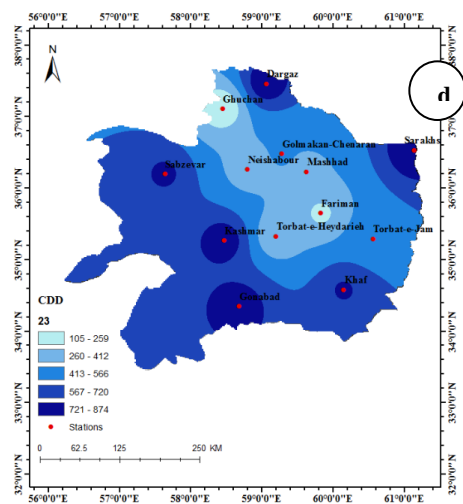 56°0'0"E 57°0'0"E 58°0'0"E 59°0'0"E 60°0'0"E 61°0'0"E
38°0'0"N
37°0'0"N
36°0'0"N
35°0'0"N
34°0'0"N
33°0'0"N
32°0'0"N
N
d
Dargaz
Ghuchan
Sarakhs
Golmakan-Chenaran
Neishabour
Mashhad
Sabzevar
Fariman
Torbat-e-Heydarieh
Torbat-e-Jam
Kashmar
Khaf
Gonabad
CDD
23
105 - 259
260 - 412
413 - 566
567 - 720
721 - 874
Stations
0 62.5 125 250 KM
56°0'0"E 57°0'0"E 58°0'0"E 59°0'0"E 60°0'0"E 61°0'0"E